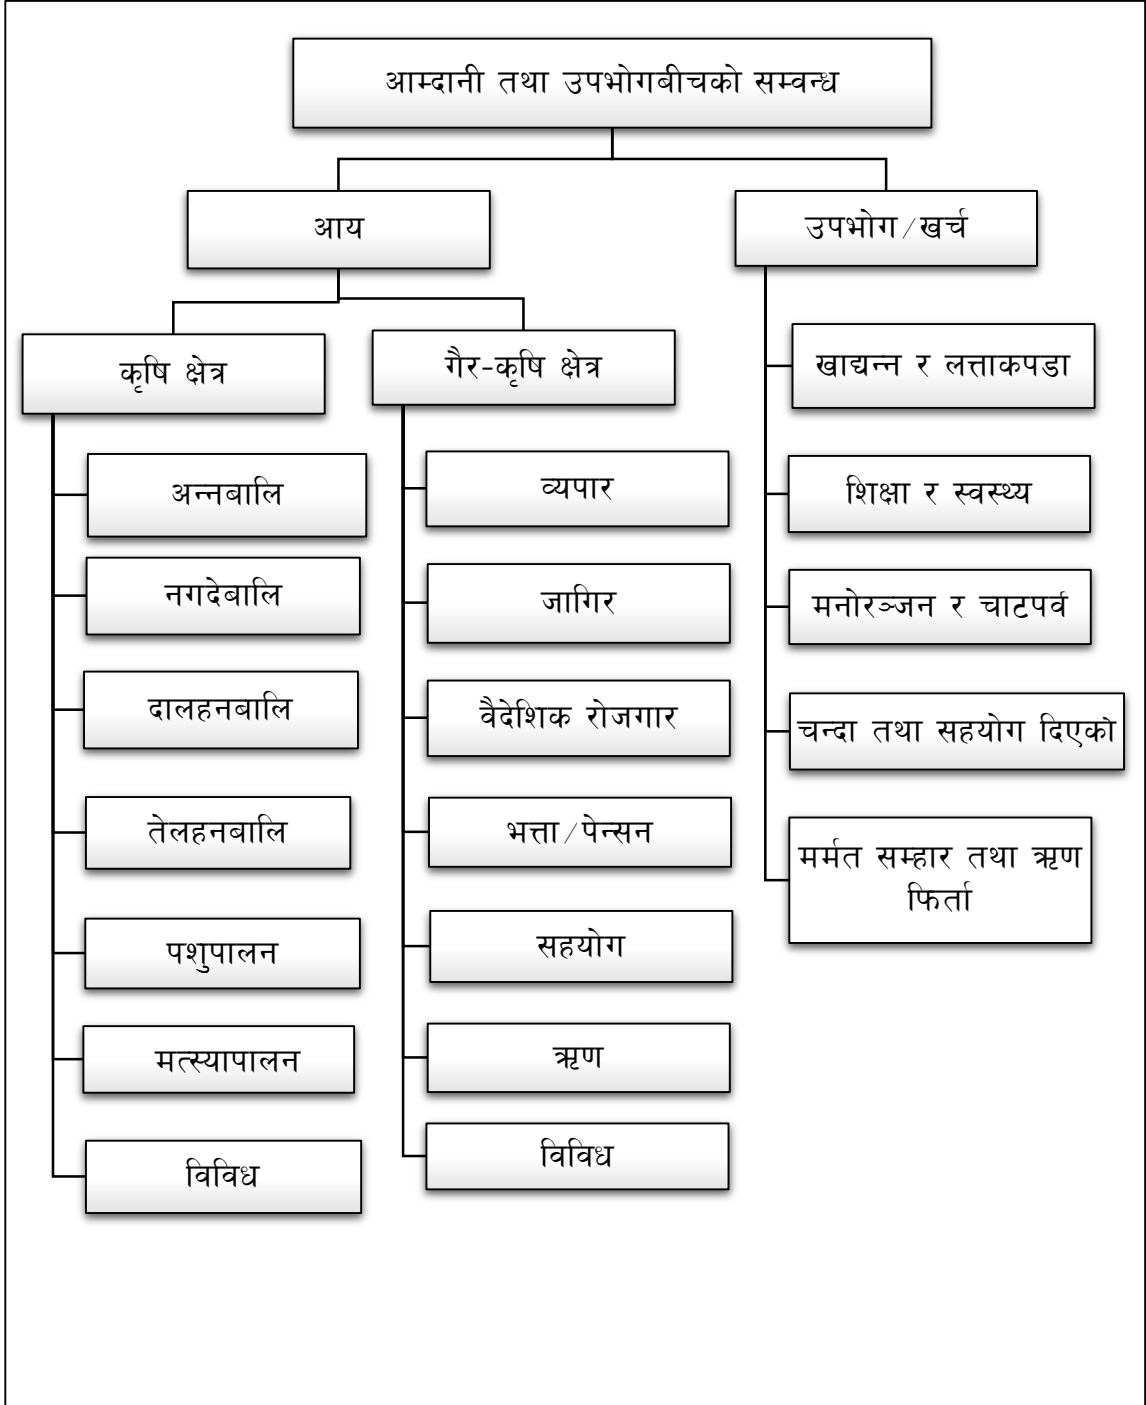 आम्दानी तथा उपभोगबीचको सम्वन्ध
आय
उपभोग/खर्च
कृषि क्षेत्र
गैर-कृषि क्षेत्र
अन्नबालि
नगदेबालि
दालहनबालि
तेलहनबालि
पशुपालन
मत्स्यापालन
विविध
व्यपार
जागिर
वैदेशिक रोजगार
भत्ता/पेन्सन
सहयोग
ऋण
विविध
खाद्यन्न र लत्ताकपडा
शिक्षा र स्वस्थ्य
मनोरञ्जन र चाटपर्व
चन्दा तथा सहयोग दिएको
मर्मत सम्हार तथा ऋण
फिर्ता